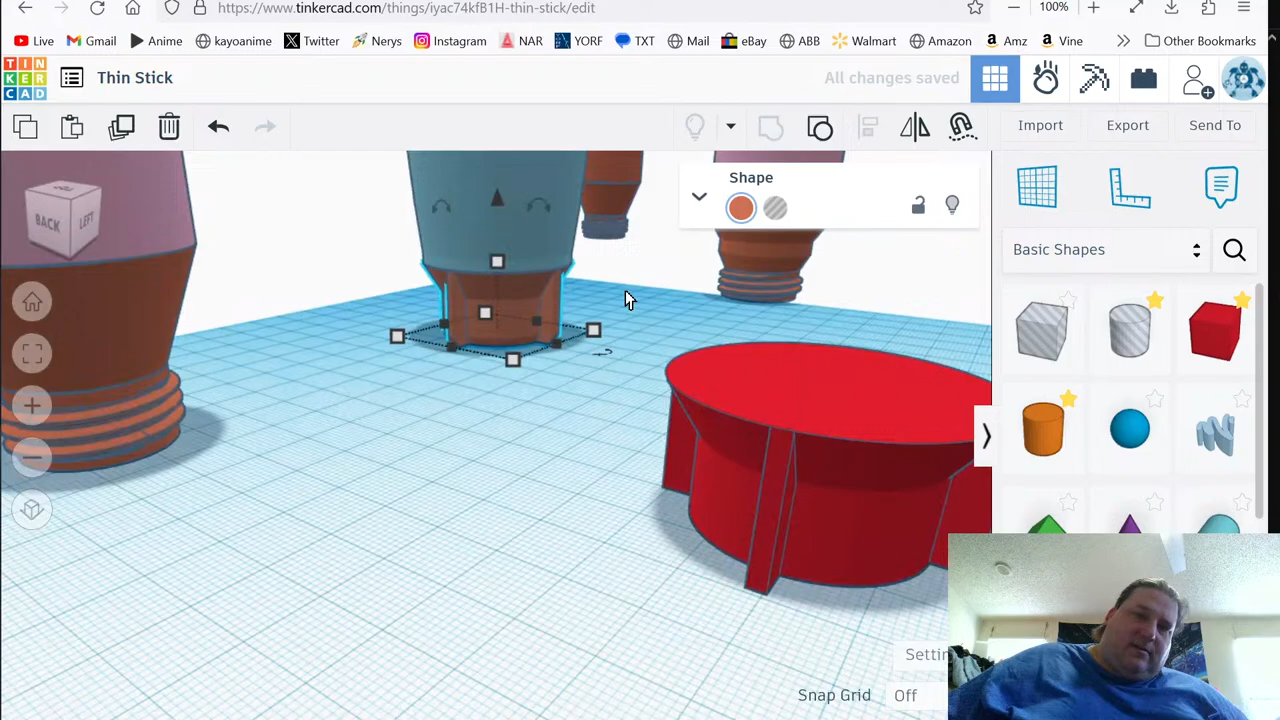 https://www.tinkercad.com/things/iyac74kfB1H-thin-stick/edit
100%
Live
Gmail
Anime
kayoanime
Twitter
Nerys
Instagram
NAR
YORF
TXT
Mail
eBay
ABB
Walmart
Amazon
Amz
Vine
Other Bookmarks
TIN
KER
CAD
Thin Stick
All changes saved
Import
Export
Send To
Shape
TOP
BACK
LEFT
Basic Shapes
Settin
Snap Grid
Off